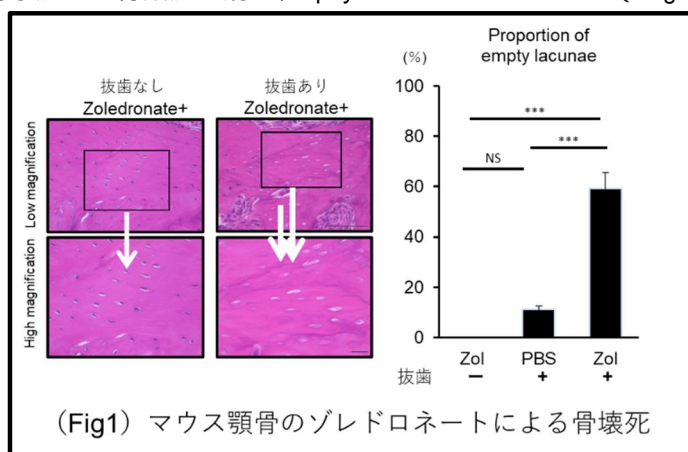 抜歯なし
Zoledronate+
抜歯あり
Zoledronate+
Low magnification
High magnification
Proportion of
empty lacunae
(%)
100
80
60
40
20
0
***
***
NS
Zol PBS Zol
抜歯 − + +
(Fig1) マウス顎骨のゾレドロネートによる骨壊死